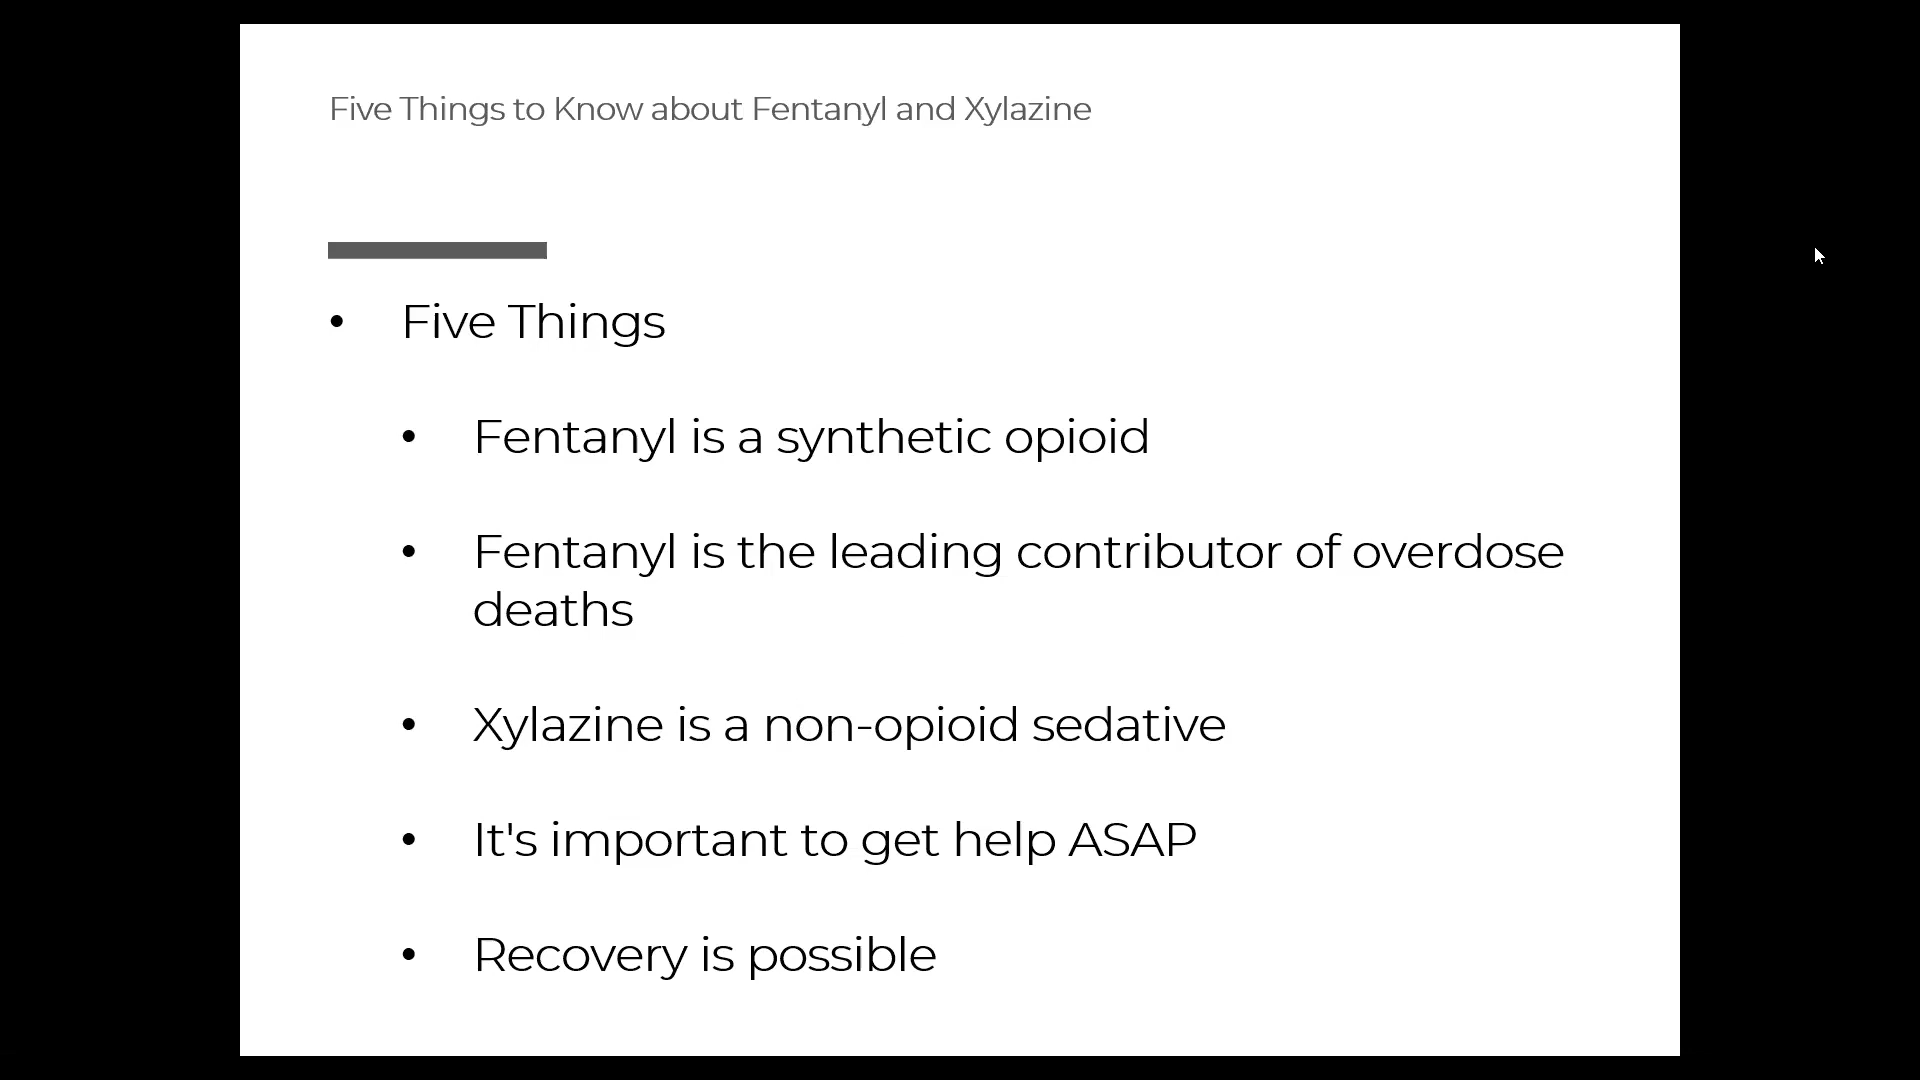 Five Things to Know about Fentanyl and Xylazine
• Five Things
• Fentanyl is a synthetic opioid
• Fentanyl is the leading contributor of overdose
deaths
• Xylazine is a non-opioid sedative
• It's important to get help ASAP
• Recovery is possible